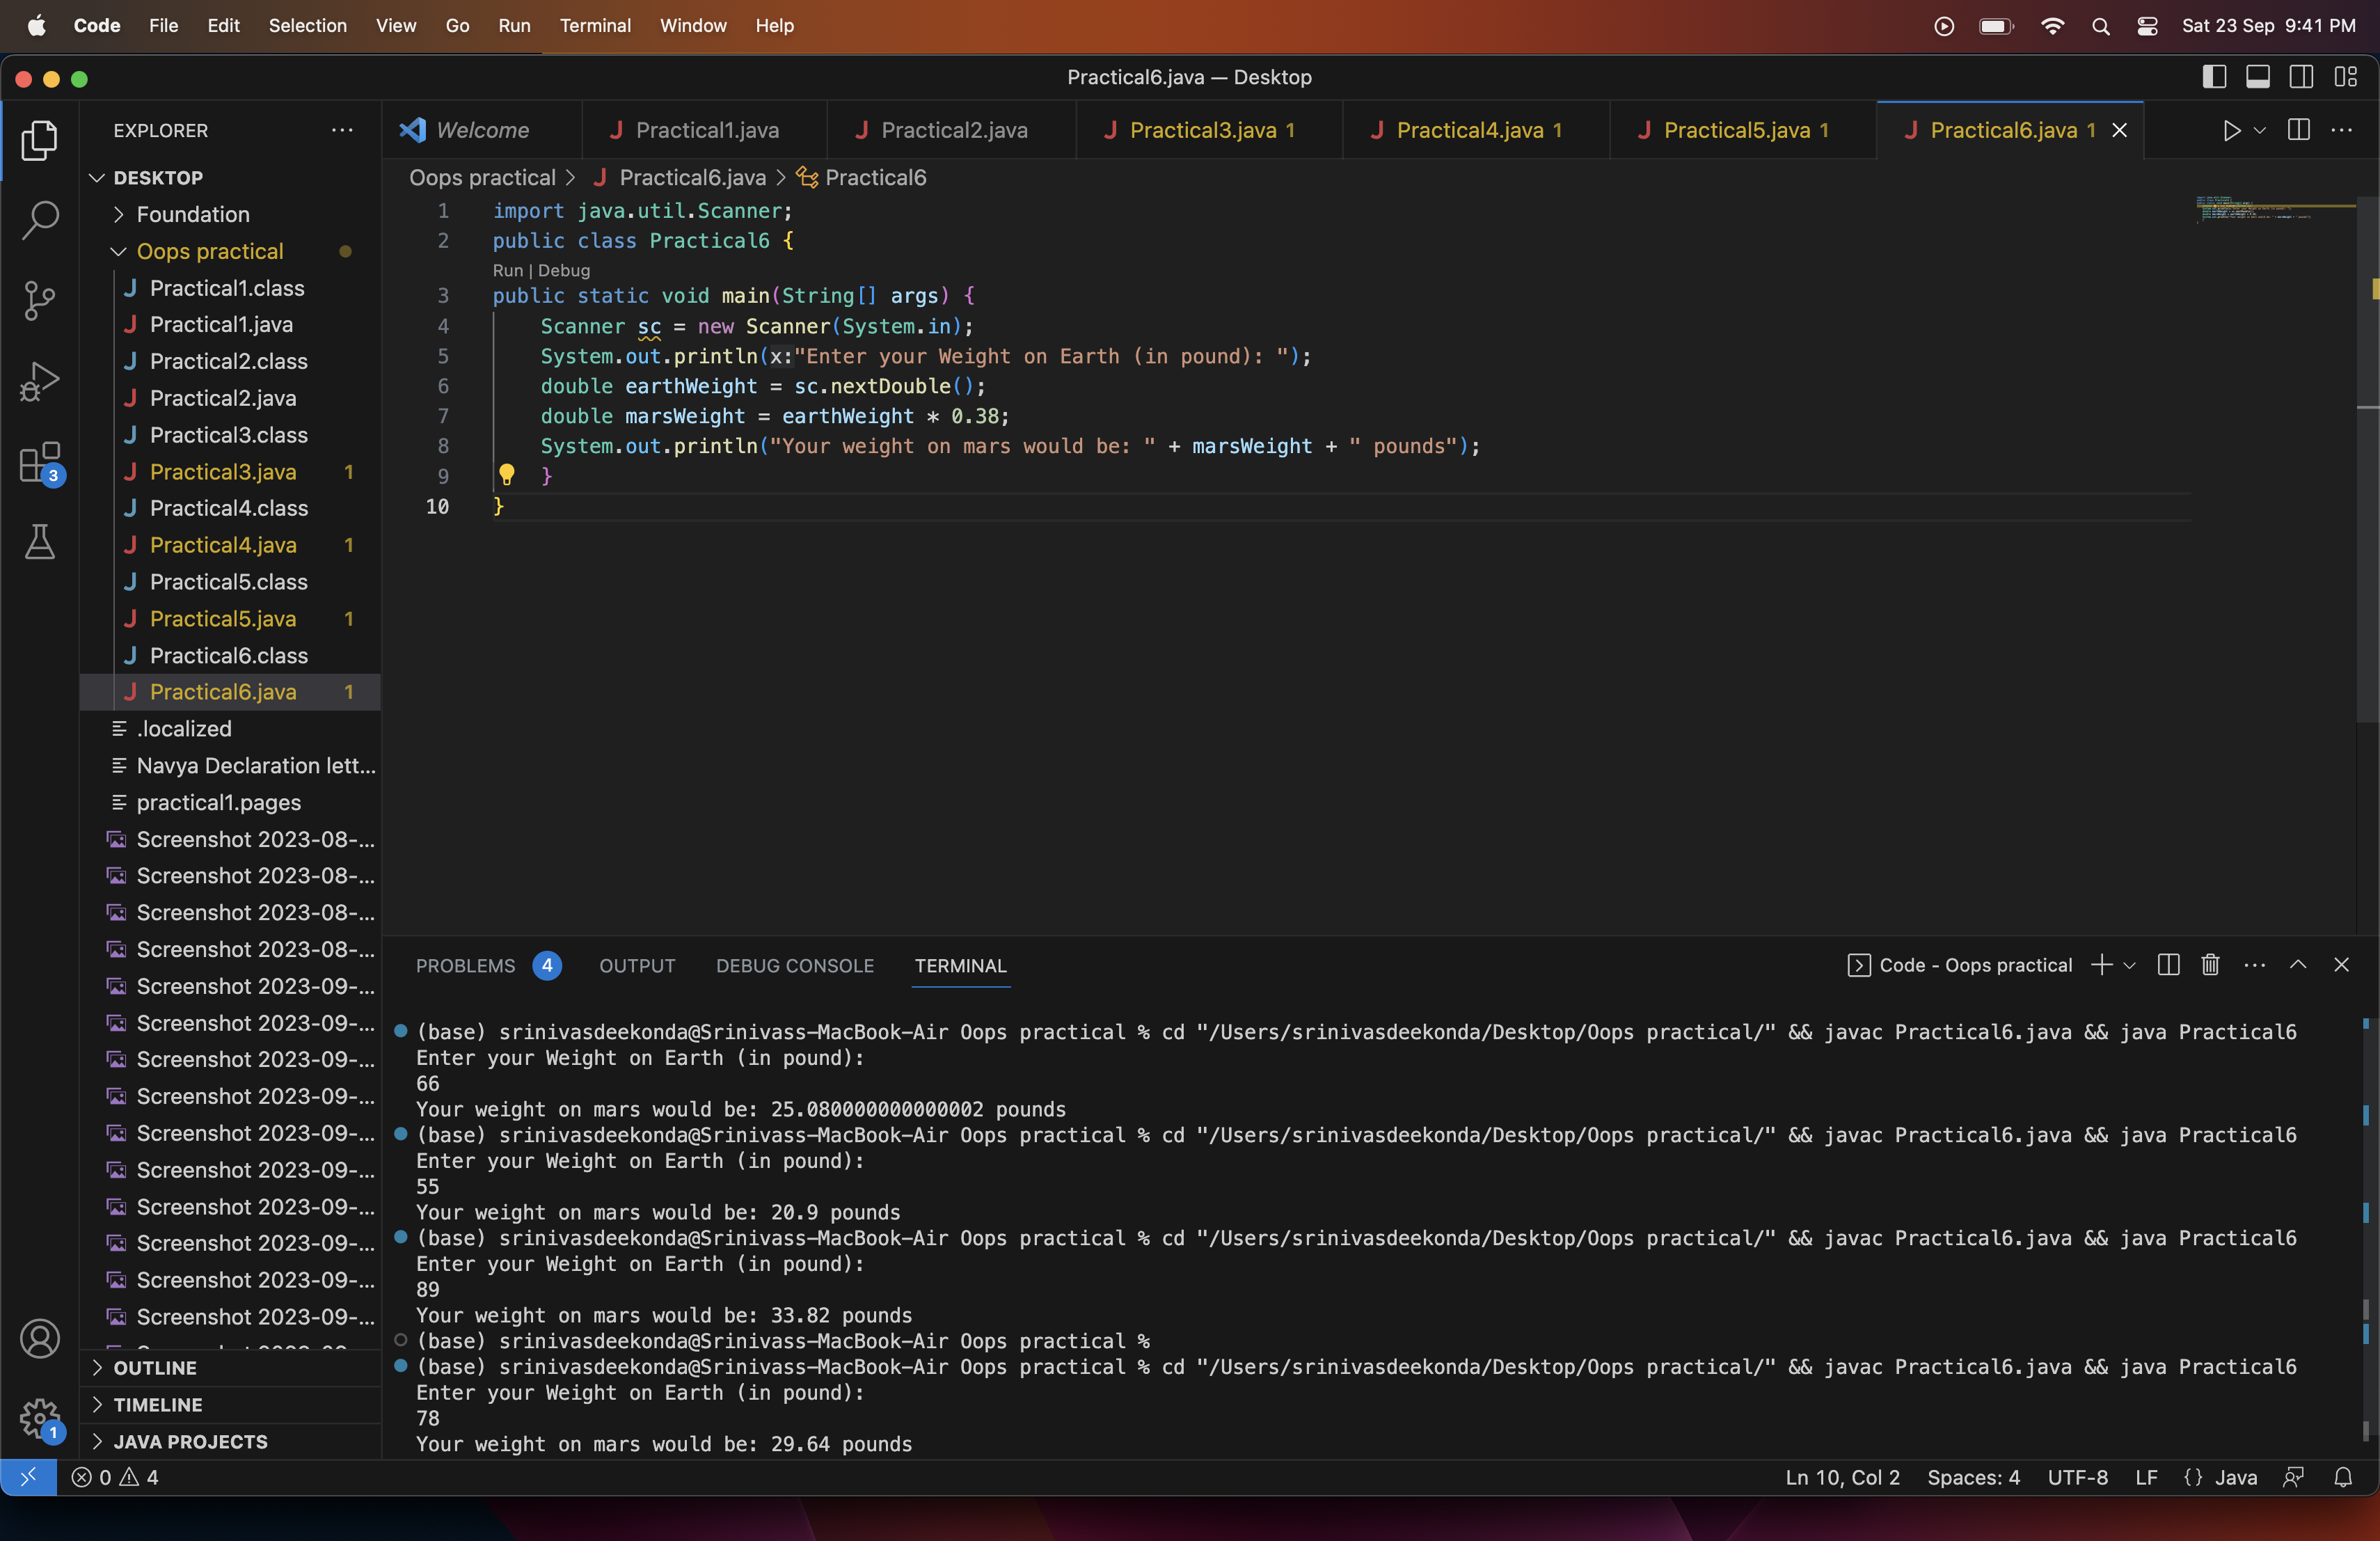 Code File Edit Selection View Go Run Terminal Window Help Sat 23 Sep 9:41 PM
Practical6.java — Desktop
EXPLORER
Welcome Practical1.java Practical2.java Practical3.java 1 Practical4.java 1 Practical5.java 1 Practical6.java 1
Oops practical > Practical6.java > Practical6
DESKTOP
Foundation
Oops practical
Practical1.class
Practical1.java
Practical2.class
Practical2.java
Practical3.class
Practical3.java 1
Practical4.class
Practical4.java 1
Practical5.class
Practical5.java 1
Practical6.class
Practical6.java 1
.localized
Navya Declaration lett...
practical1.pages
Screenshot 2023-08-...
Screenshot 2023-08-...
Screenshot 2023-08-...
Screenshot 2023-08-...
Screenshot 2023-09-...
Screenshot 2023-09-...
Screenshot 2023-09-...
Screenshot 2023-09-...
Screenshot 2023-09-...
Screenshot 2023-09-...
Screenshot 2023-09-...
Screenshot 2023-09-...
Screenshot 2023-09-...
Screenshot 2023-09-...
OUTLINE
TIMELINE
JAVA PROJECTS
3
1
1 import java.util.Scanner;
2 public class Practical6 {
Run | Debug
3 public static void main(String[] args) {
4 Scanner sc = new Scanner(System.in);
5 System.out.println(x:"Enter your Weight on Earth (in pound): ");
6 double earthWeight = sc.nextDouble();
7 double marsWeight = earthWeight * 0.38;
8 System.out.println("Your weight on mars would be: " + marsWeight + " pounds");
9 }
10 }
PROBLEMS 4 OUTPUT DEBUG CONSOLE TERMINAL Code - Oops practical
(base) srinivasdeekonda@Srinivass-MacBook-Air Oops practical % cd "/Users/srinivasdeekonda/Desktop/Oops practical/" && javac Practical6.java && java Practical6
Enter your Weight on Earth (in pound):
66
Your weight on mars would be: 25.080000000000002 pounds
(base) srinivasdeekonda@Srinivass-MacBook-Air Oops practical % cd "/Users/srinivasdeekonda/Desktop/Oops practical/" && javac Practical6.java && java Practical6
Enter your Weight on Earth (in pound):
55
Your weight on mars would be: 20.9 pounds
(base) srinivasdeekonda@Srinivass-MacBook-Air Oops practical % cd "/Users/srinivasdeekonda/Desktop/Oops practical/" && javac Practical6.java && java Practical6
Enter your Weight on Earth (in pound):
89
Your weight on mars would be: 33.82 pounds
(base) srinivasdeekonda@Srinivass-MacBook-Air Oops practical %
(base) srinivasdeekonda@Srinivass-MacBook-Air Oops practical % cd "/Users/srinivasdeekonda/Desktop/Oops practical/" && javac Practical6.java && java Practical6
Enter your Weight on Earth (in pound):
78
Your weight on mars would be: 29.64 pounds
0 4 Ln 10, Col 2 Spaces: 4 UTF-8 LF {} Java